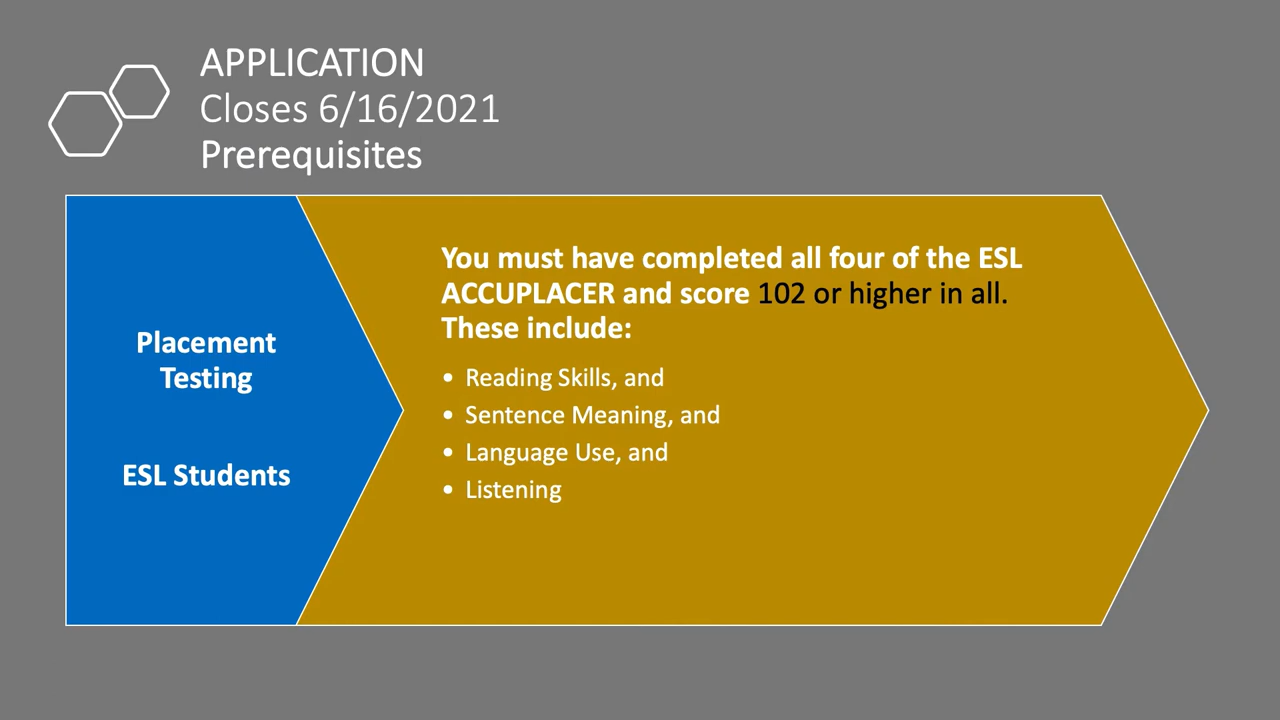 APPLICATION
Closes 6/16/2021
Prerequisites
Placement
Testing
ESL Students
You must have completed all four of the ESL
ACCUPLACER and score 102 or higher in all.
These include:
• Reading Skills, and
• Sentence Meaning, and
• Language Use, and
• Listening